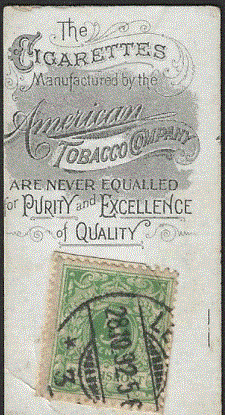 The
CIGARETTES
Manufactured by the
American
TOBACCO COMPANY
ARE NEVER EQUALLED
for PURITY and EXCELLENCE
of QUALITY